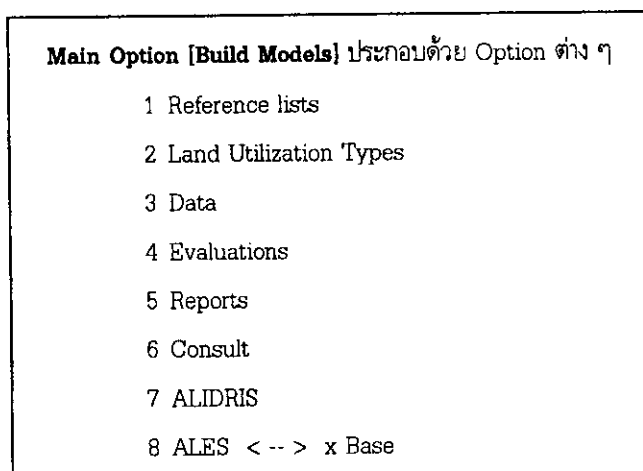 Main Option [Build Models] ประกอบด้วย Option ต่าง ๆ
1 Reference lists
2 Land Utilization Types
3 Data
4 Evaluations
5 Reports
6 Consult
7 ALIDRIS
8 ALES < -- > x Base